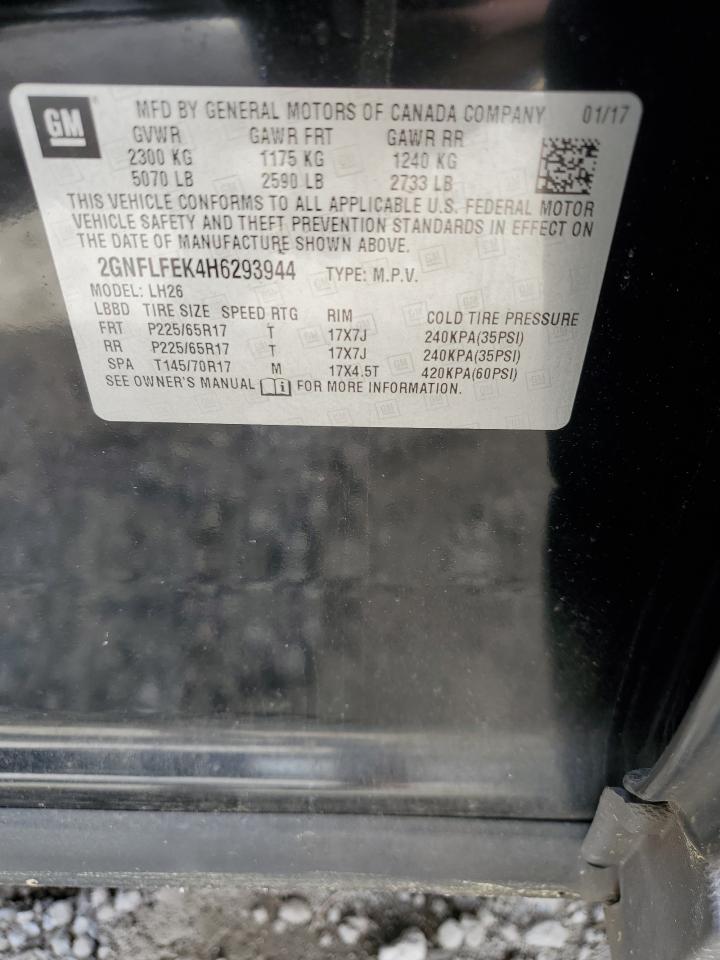 GM MFD BY GENERAL MOTORS OF CANADA COMPANY 01/17
GVWR GAWR FRT GAWR RR
2300 KG 1175 KG 1240 KG
5070 LB 2590 LB 2733 LB
THIS VEHICLE CONFORMS TO ALL APPLICABLE U.S. FEDERAL MOTOR
VEHICLE SAFETY AND THEFT PREVENTION STANDARDS IN EFFECT ON
THE DATE OF MANUFACTURE SHOWN ABOVE.
2GNFLFEK4H6293944 TYPE: M.P.V.
MODEL: LH26
LBBD TIRE SIZE SPEED RTG RIM COLD TIRE PRESSURE
FRT P225/65R17 T 17X7J 240KPA(35PSI)
RR P225/65R17 T 17X7J 240KPA(35PSI)
SPA T145/70R17 M 17X4.5T 420KPA(60PSI)
SEE OWNER'S MANUAL FOR MORE INFORMATION.